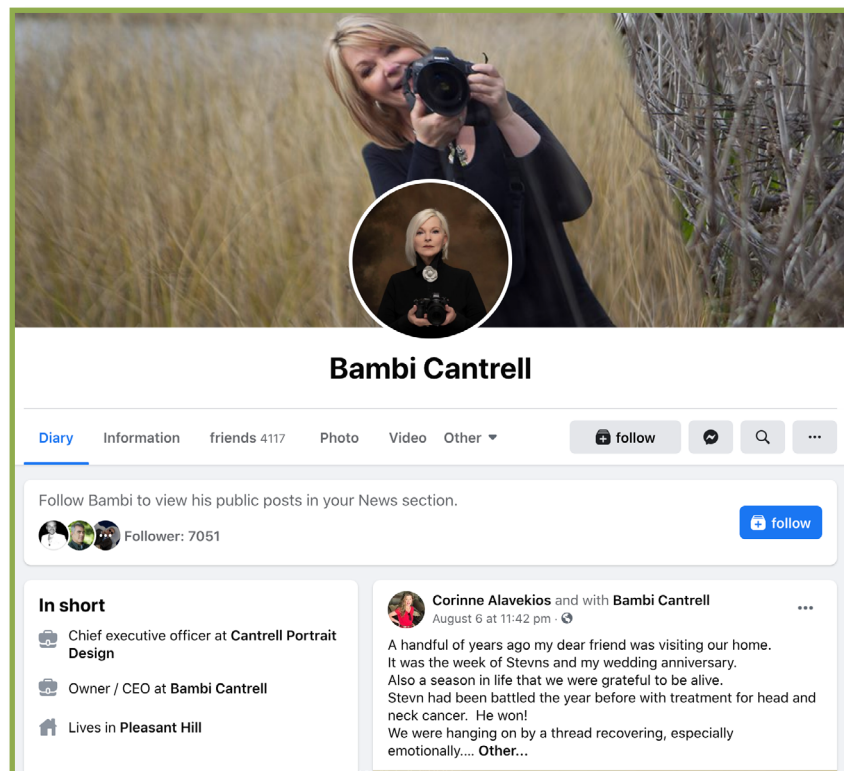 Bambi Cantrell
Diary
Information
friends 4117
Photo
Video
Other
follow
Follow Bambi to view his public posts in your News section.
Follower: 7051
follow
In short
Chief executive officer at Cantrell Portrait
Design
Owner / CEO at Bambi Cantrell
Lives in Pleasant Hill
Corinne Alavekios and with Bambi Cantrell
August 6 at 11:42 pm ·
A handful of years ago my dear friend was visiting our home.
It was the week of Stevns and my wedding anniversary.
Also a season in life that we were grateful to be alive.
Stevn had been battled the year before with treatment for head and
neck cancer.  He won!
We were hanging on by a thread recovering, especially
emotionally.... Other...